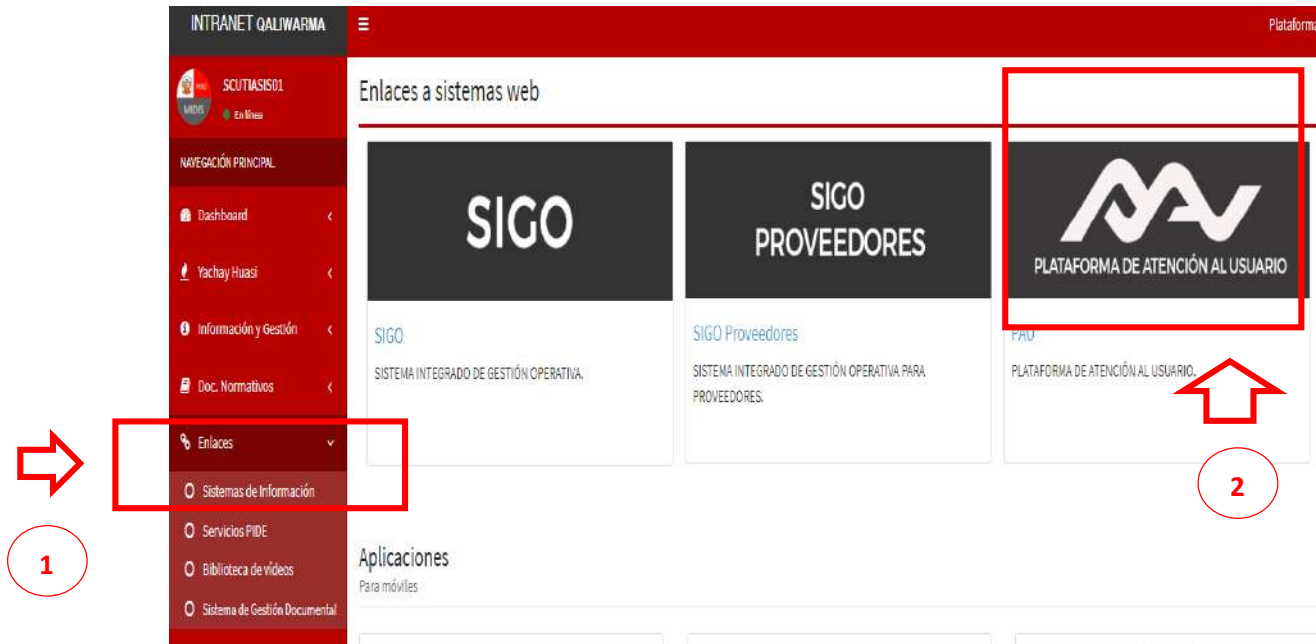 INTRANET QALIWARMA
Plataforma
SCUTIASIS01
En línea
NAVEGACIÓN PRINCIPAL
Dashboard
Yachay Huasi
Información y Gestión
Doc. Normativos
Enlaces
Sistemas de Información
Servicios PIDE
Biblioteca de vídeos
Sistema de Gestión Documental
1
Enlaces a sistemas web
SIGO
SIGO
SISTEMA INTEGRADO DE GESTIÓN OPERATIVA.
SIGO
PROVEEDORES
SIGO Proveedores
SISTEMA INTEGRADO DE GESTIÓN OPERATIVA PARA
PROVEEDORES.
PLATAFORMA DE ATENCIÓN AL USUARIO
PAU
PLATAFORMA DE ATENCIÓN AL USUARIO.
2
Aplicaciones
Para móviles